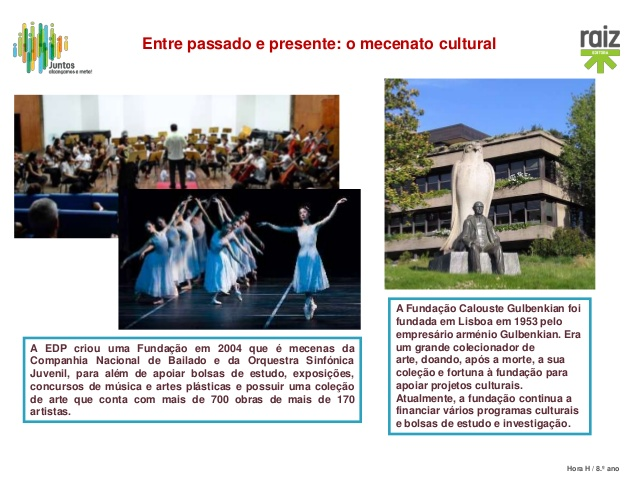 Juntos
alcançamos a meta!
Entre passado e presente: o mecenato cultural
raiz
EDITORA
A EDP criou uma Fundação em 2004 que é mecenas da
Companhia Nacional de Bailado e da Orquestra Sinfónica
Juvenil, para além de apoiar bolsas de estudo, exposições,
concursos de música e artes plásticas e possuir uma coleção
de arte que conta com mais de 700 obras de mais de 170
artistas.
A Fundação Calouste Gulbenkian foi
fundada em Lisboa em 1953 pelo
empresário arménio Gulbenkian. Era
um grande colecionador de
arte, doando, após a morte, a sua
coleção e fortuna à fundação para
apoiar projetos culturais.
Atualmente, a fundação continua a
financiar vários programas culturais
e bolsas de estudo e investigação.
Hora H / 8.º ano